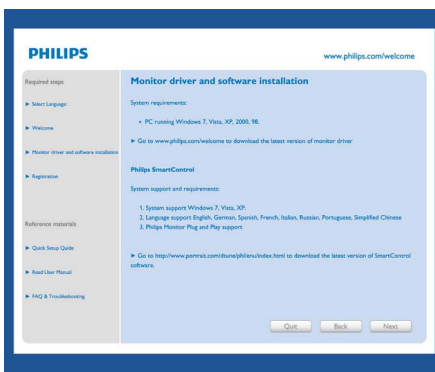 PHILIPS
www.philips.com/welcome
Required steps
Select Language
Welcome
Monitor driver and software installation
Registration
Reference materials
Quick Setup Quide
Read User Manual
FAQ & Troubleshooting
Monitor driver and software installation
System requirements:
• PC running Windows 7, Vista, XP, 2000, 98.
Go to www.philips.com/welcome to download the latest version of monitor driver
Philips SmartControl
System support and requirements:
1. System support Windows 7, Vista, XP.
2. Language support English, German, Spanish, French, Italian, Russian, Portuguese, Simplified Chinese
3. Philips Monitor Plug and Play support
Go to http://www.portrait.com/dtune/phl/enu/index.html to download the latest version of SmartControl
software.
Quit Back Next